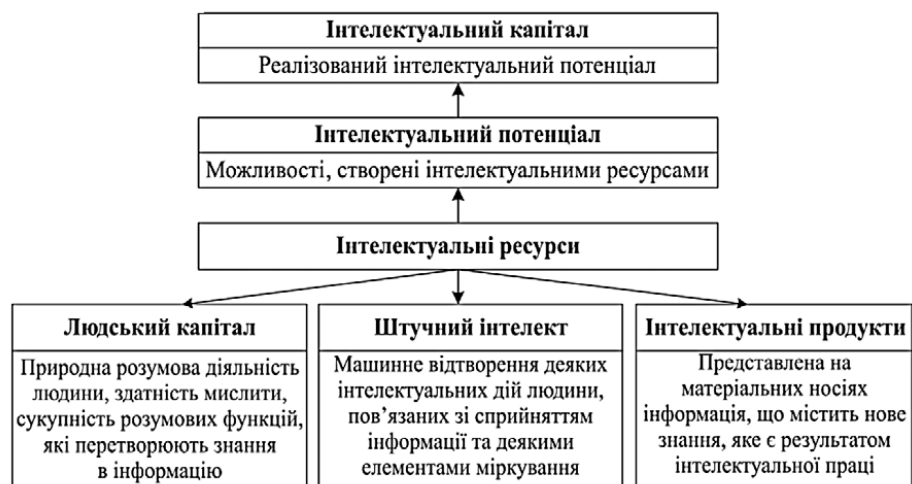 Інтелектуальний капітал
Реалізований інтелектуальний потенціал
Інтелектуальний потенціал
Можливості, створені інтелектуальними ресурсами
Інтелектуальні ресурси
Людський капітал
Природна розумова діяльність
людини, здатність мислити,
сукупність розумових функцій,
які перетворюють знання
в інформацію
Штучний інтелект
Машинне відтворення деяких
інтелектуальних дій людини,
пов’язаних зі сприйняттям
інформації та деякими
елементами міркування
Інтелектуальні продукти
Представлена на
матеріальних носіях
інформація, що містить нове
знання, яке є результатом
інтелектуальної праці